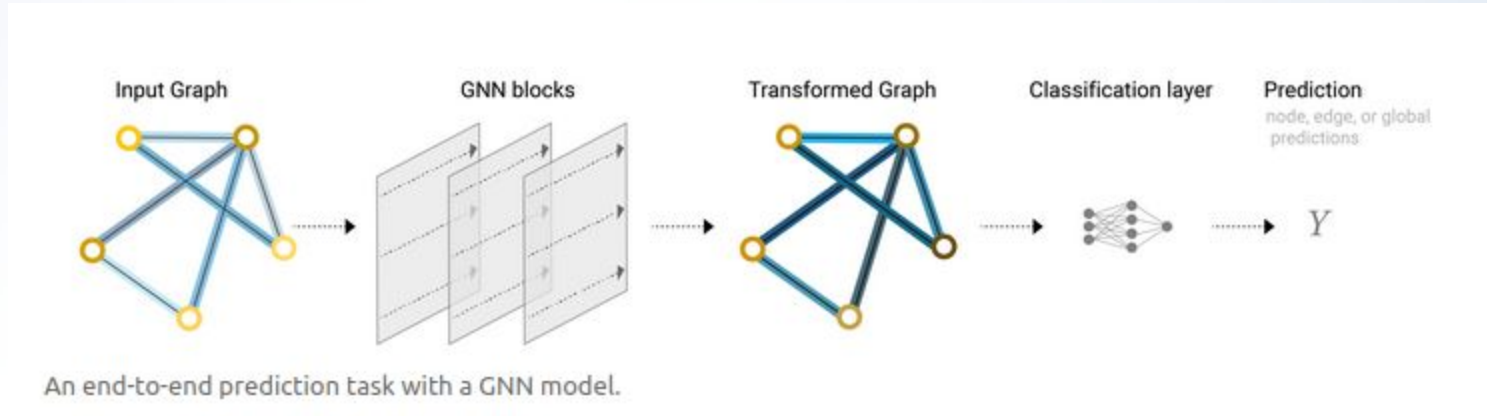 Input Graph
GNN blocks
Transformed Graph
Classification layer
Prediction
node, edge, or global
predictions
Y
An end-to-end prediction task with a GNN model.